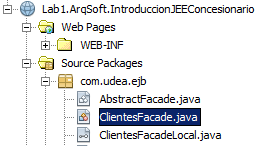 Lab1.ArqSoft.IntroduccionJEEConcesionario
Web Pages
WEB-INF
Source Packages
com.udea.ejb
AbstractFacade.java
ClientesFacade.java
ClientesFacadeLocal.java